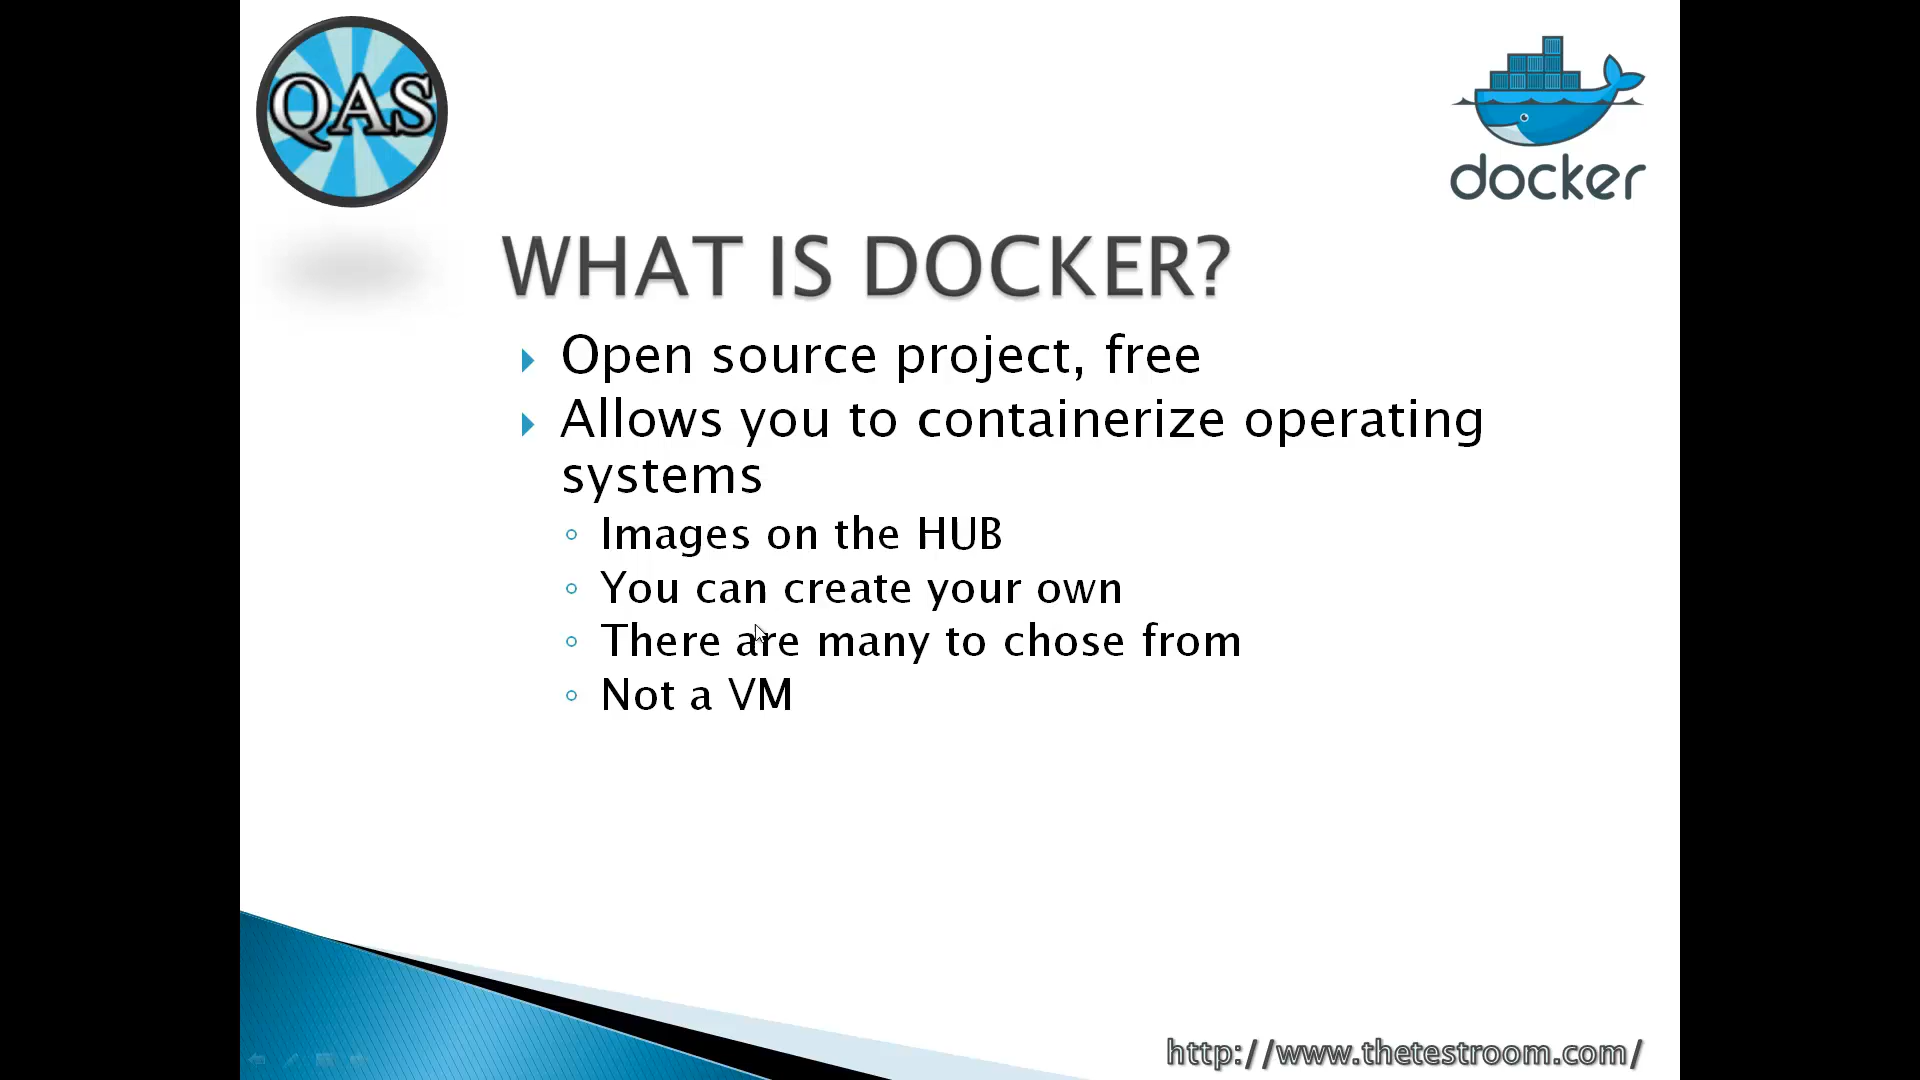 QAS
docker
WHAT IS DOCKER?
Open source project, free
Allows you to containerize operating
systems
Images on the HUB
You can create your own
There are many to chose from
Not a VM
http://www.thetestroom.com/